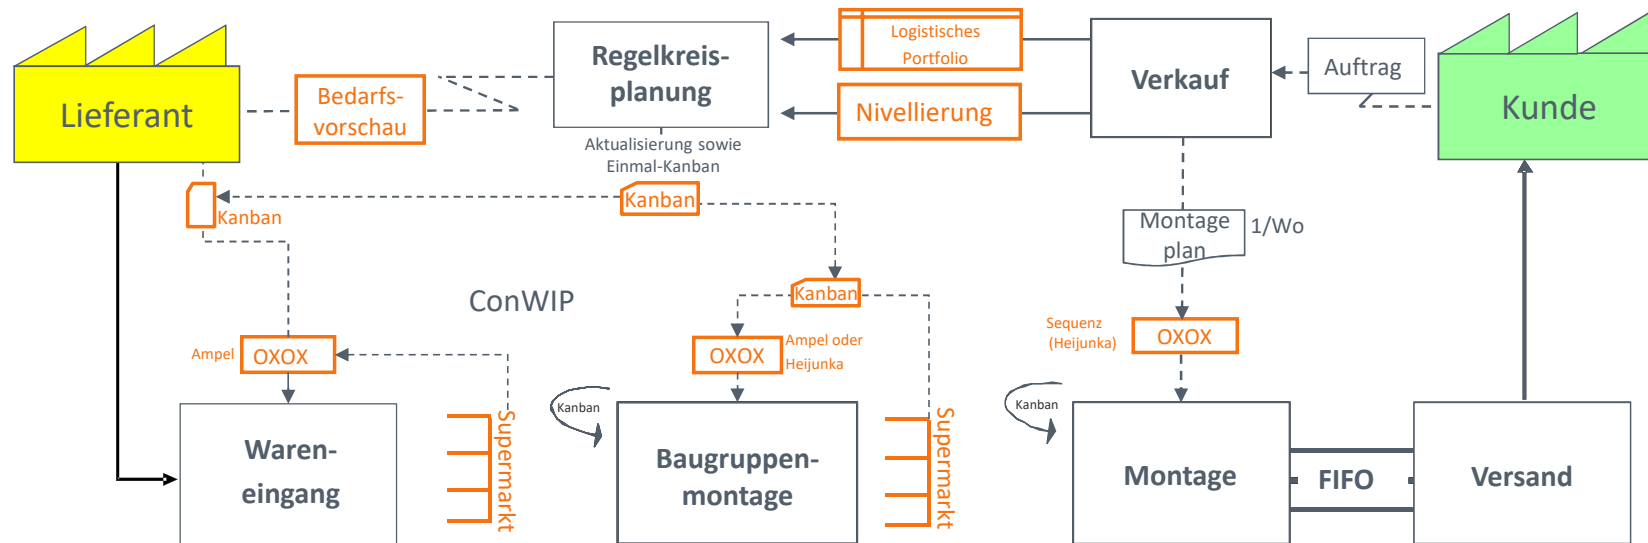 Lieferant
Bedarfs-
vorschau
Regelkreis-
planung
Aktualisierung sowie
Einmal-Kanban
Logistisches
Portfolio
Nivellierung
Verkauf
Auftrag
Kunde
Kanban
Kanban
Montage
plan
1/Wo
ConWIP
Kanban
Ampel
OXOX
OXOX
Ampel oder
Heijunka
Sequenz
(Heijunka)
OXOX
Waren-
eingang
Supermarkt
Kanban
Baugruppen-
montage
Supermarkt
Kanban
Montage
FIFO
Versand